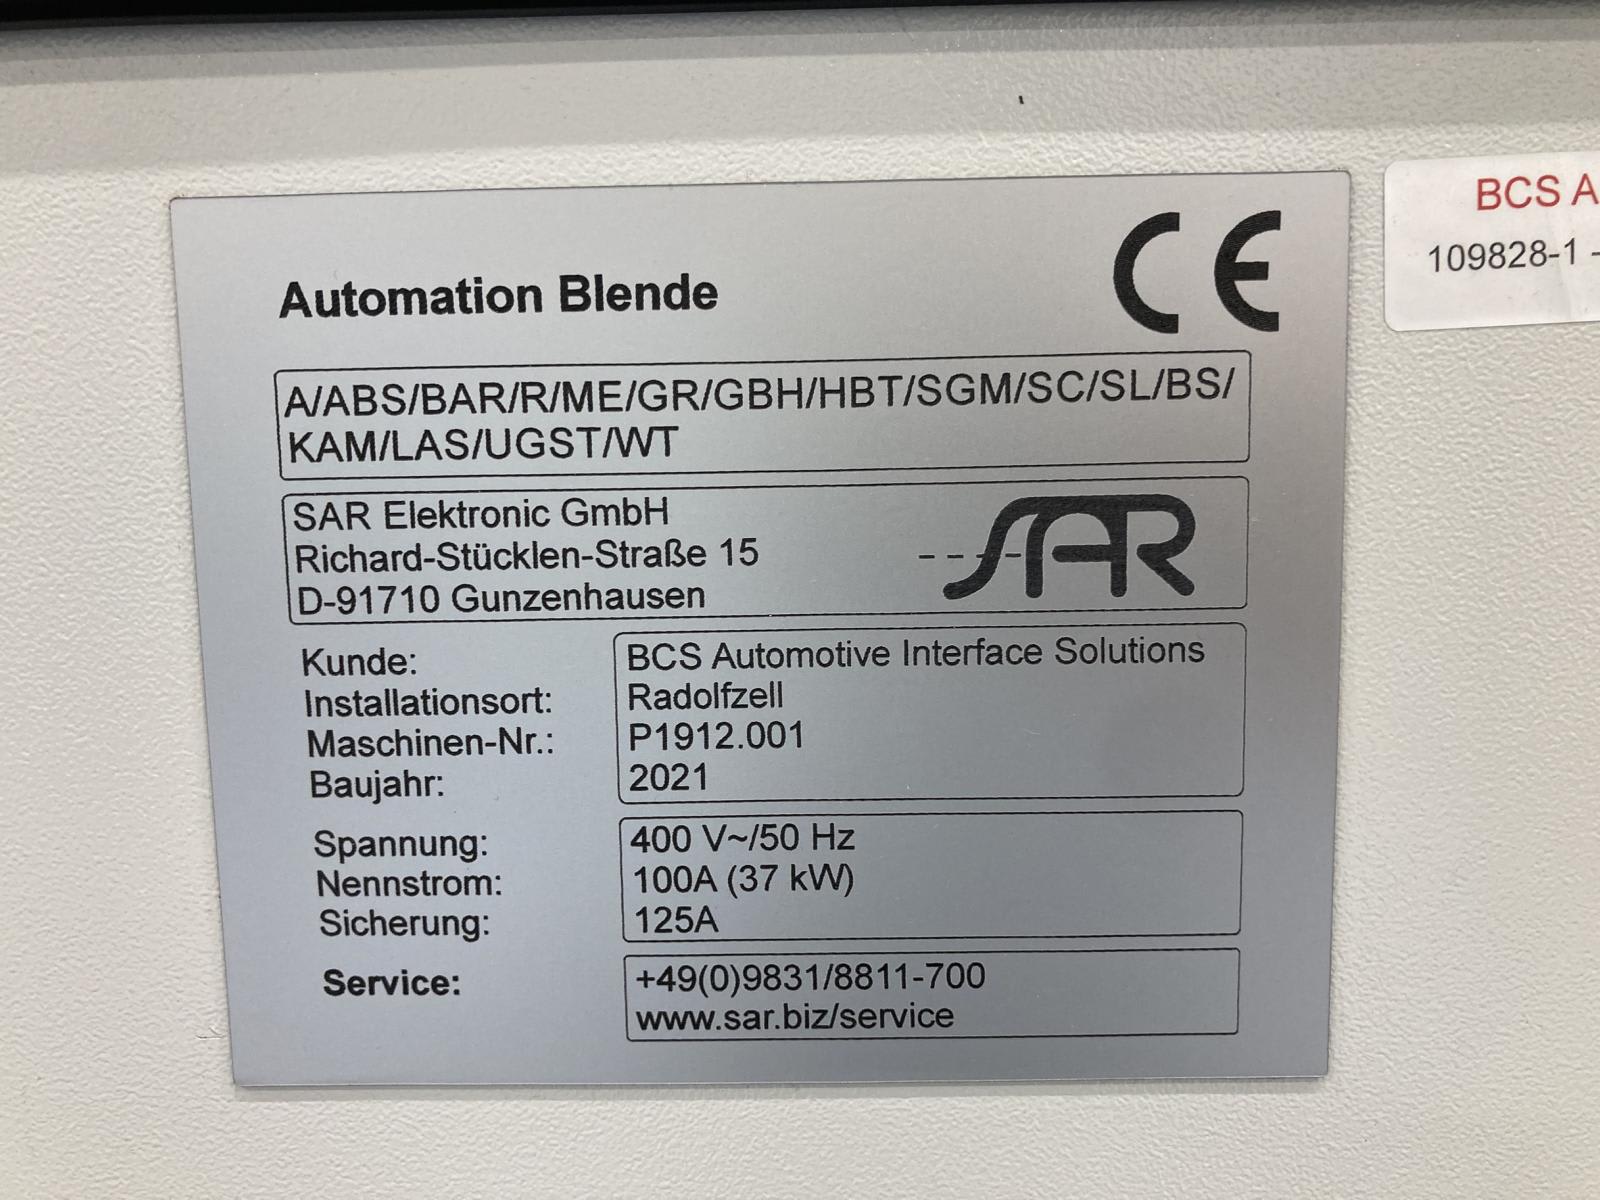 Automation Blende
CE
A/ABS/BAR/R/ME/GR/GBH/HBT/SGM/SC/SL/BS/
KAM/LAS/UGST/WT
SAR Elektronic GmbH
Richard-Stücklen-Straße 15
D-91710 Gunzenhausen
SAR
Kunde: BCS Automotive Interface Solutions
Installationsort: Radolfzell
Maschinen-Nr.: P1912.001
Baujahr: 2021
Spannung: 400 V~/50 Hz
Nennstrom: 100A (37 kW)
Sicherung: 125A
Service: +49(0)9831/8811-700
www.sar.biz/service
BCS A
109828-1 -